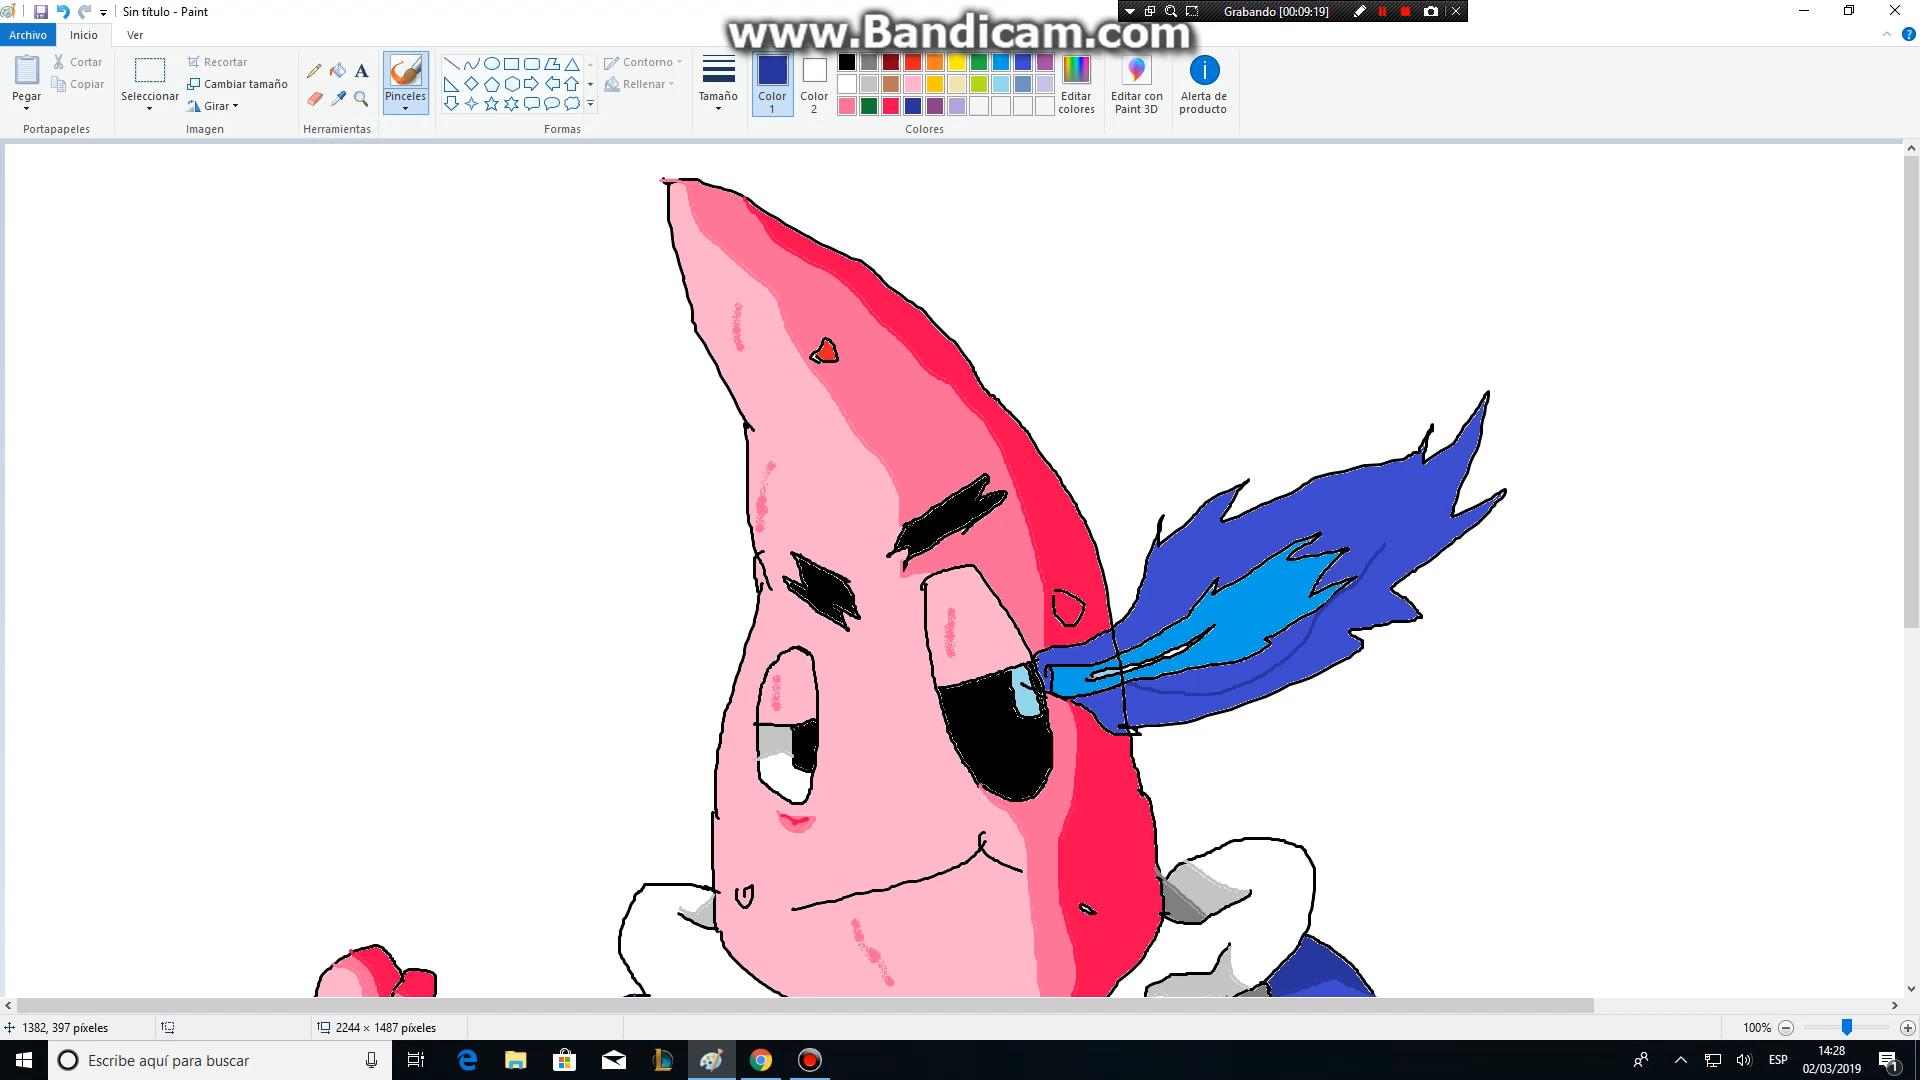 Sin título - Paint
www.Bandicam.com
Grabando [00:09:19]
Archivo
Inicio
Ver
Pegar
Cortar
Copiar
Portapapeles
Seleccionar
Recortar
Cambiar tamaño
Girar
Imagen
A
Herramientas
Pinceles
Contorno
Rellenar
Formas
Tamaño
Color
1
Color
2
Editar
colores
Colores
Editar con
Paint 3D
Alerta de
producto
1382, 397 píxeles
2244 × 1487 píxeles
100%
Escribe aquí para buscar
ESP
14:28
02/03/2019
1